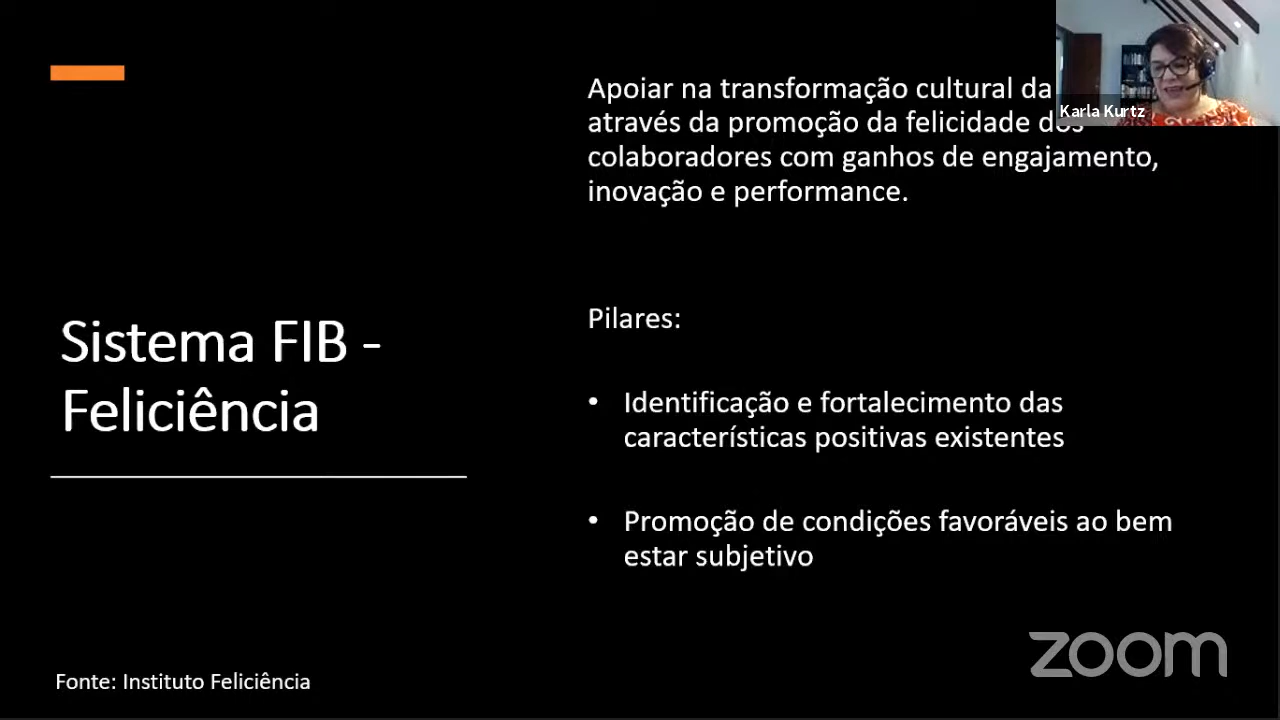 Apoiar na transformação cultural da
Karla Kurtz
através da promoção da felicidade dos
colaboradores com ganhos de engajamento,
inovação e performance.
Sistema FIB -
Feliciência
Pilares:
• Identificação e fortalecimento das
características positivas existentes
• Promoção de condições favoráveis ao bem
estar subjetivo
zoom
Fonte: Instituto Feliciência